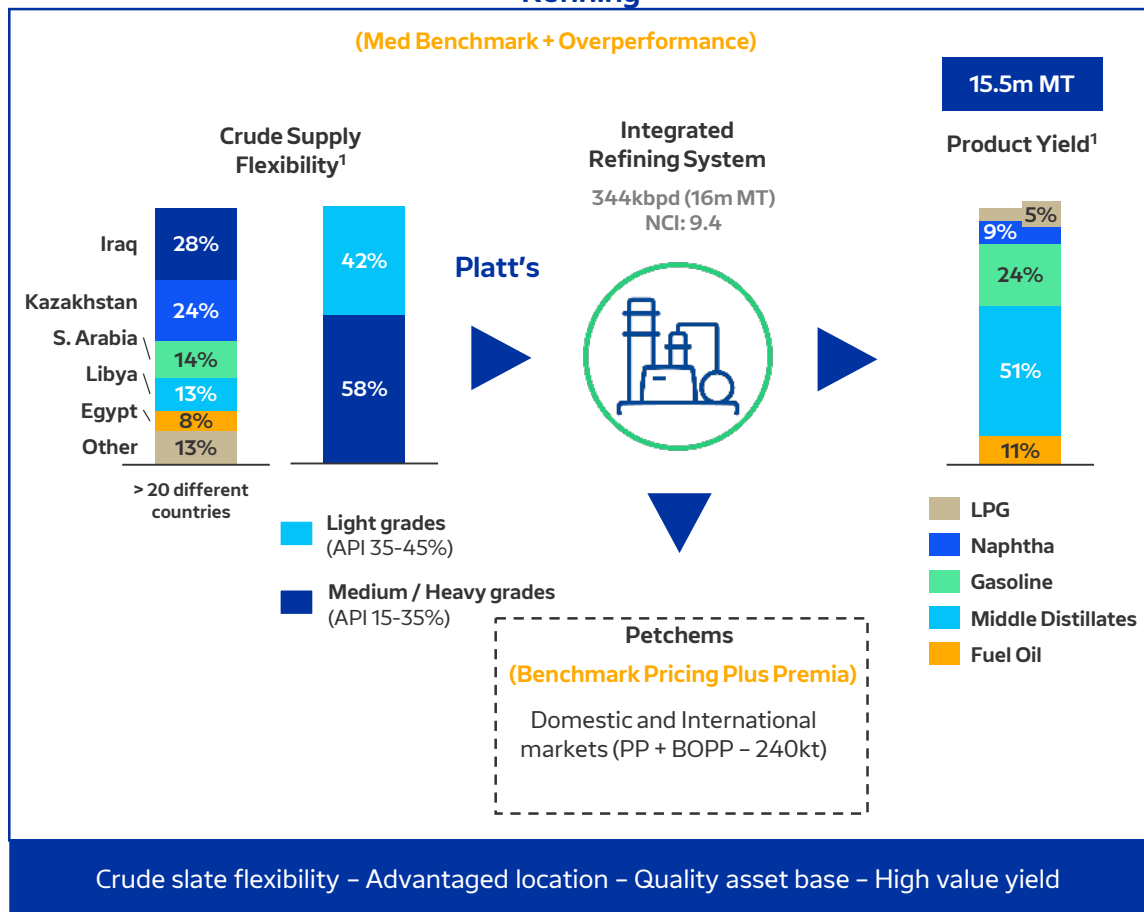 Refining
(Med Benchmark + Overperformance)
15.5m MT
Crude Supply
Flexibility¹
Integrated
Refining System
344kbpd (16m MT)
NCI: 9.4
Product Yield¹
Iraq
Kazakhstan
S. Arabia
Libya
Egypt
Other
28%
24%
14%
13%
8%
13%
> 20 different
countries
42%
58%
Light grades
(API 35-45%)
Medium / Heavy grades
(API 15-35%)
Platt's
5%
9%
24%
51%
11%
LPG
Naphtha
Gasoline
Middle Distillates
Fuel Oil
Petchems
(Benchmark Pricing Plus Premia)
Domestic and International
markets (PP + BOPP – 240kt)
Crude slate flexibility – Advantaged location – Quality asset base – High value yield